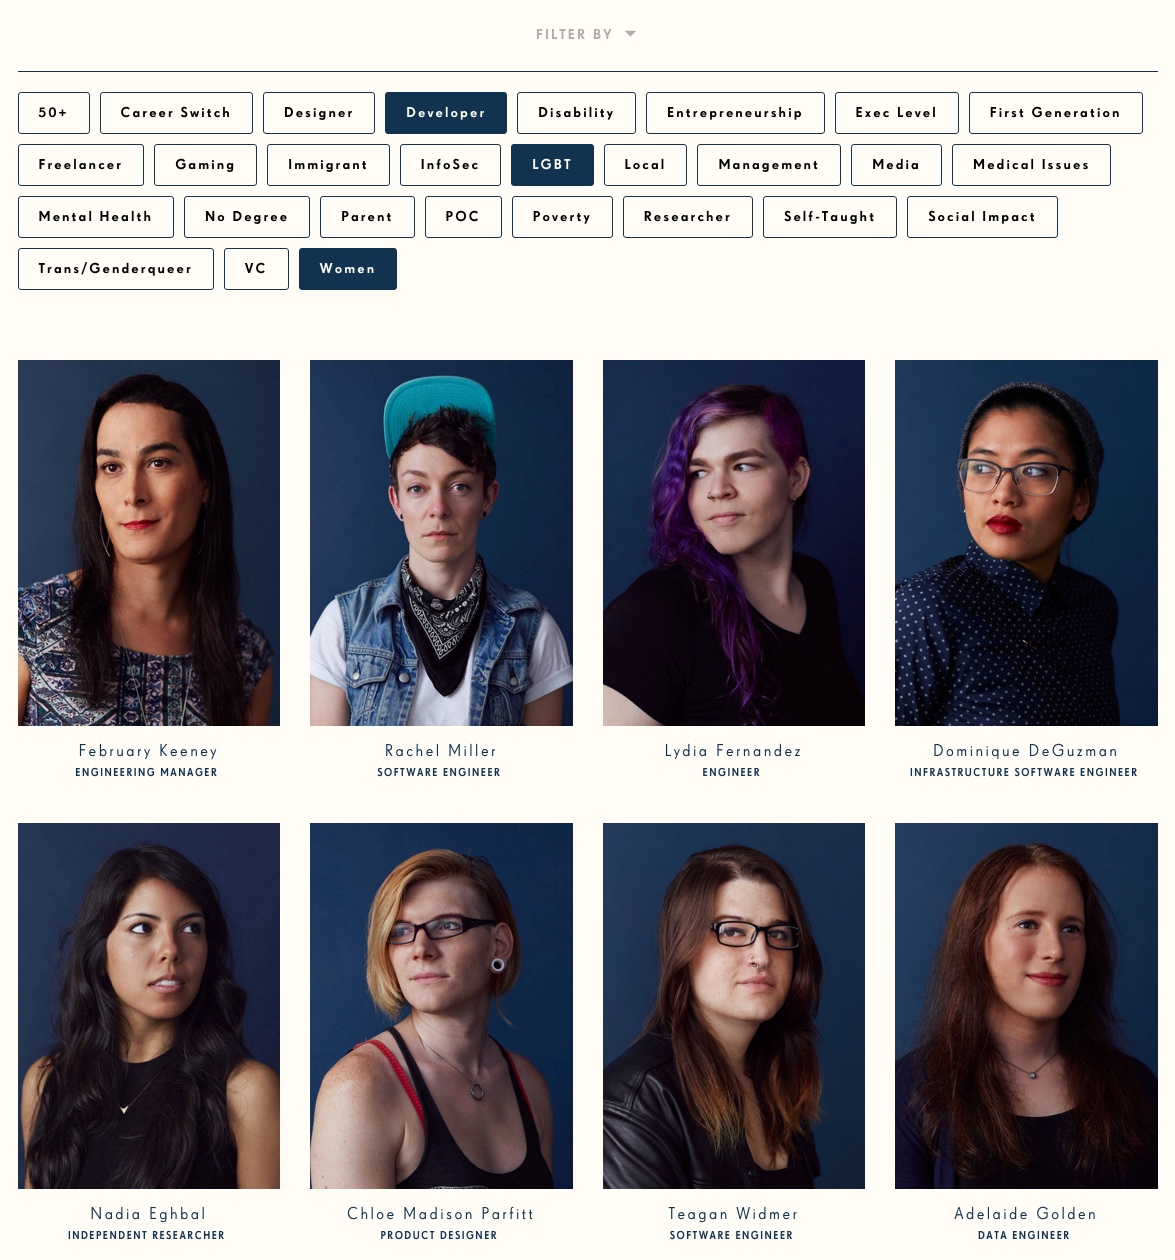 FILTER BY
50+ Career Switch Designer Developer Disability Entrepreneurship Exec Level First Generation
Freelancer Gaming Immigrant InfoSec LGBT Local Management Media Medical Issues
Mental Health No Degree Parent POC Poverty Researcher Self-Taught Social Impact
Trans/Genderqueer VC Women
February Keeney Rachel Miller Lydia Fernandez Dominique DeGuzman
ENGINEERING MANAGER SOFTWARE ENGINEER ENGINEER INFRASTRUCTURE SOFTWARE ENGINEER
Nadia Eghbal Chloe Madison Parfitt Teagan Widmer Adelaide Golden
INDEPENDENT RESEARCHER PRODUCT DESIGNER SOFTWARE ENGINEER DATA ENGINEER